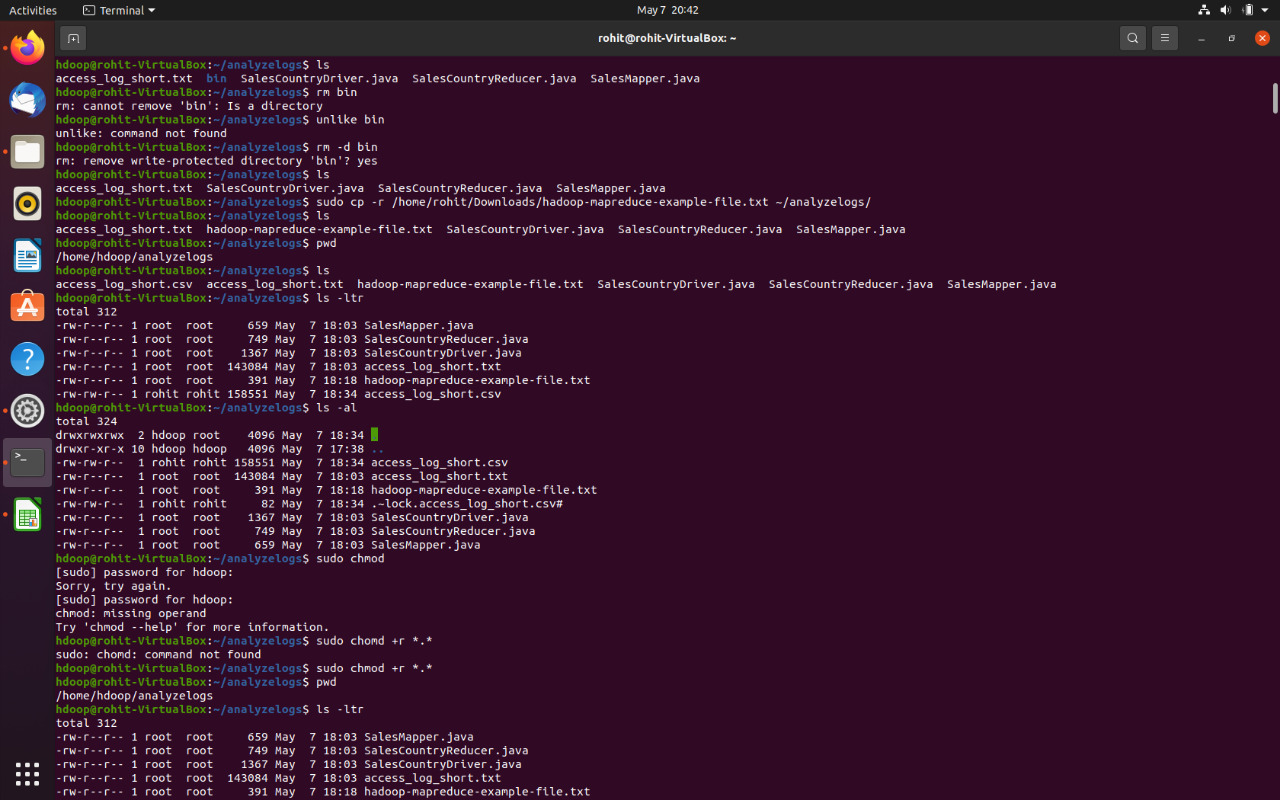 Activities
Terminal
May 7 20:42
rohit@rohit-VirtualBox: ~
hdoop@rohit-VirtualBox:~/analyzelogs$ ls
access_log_short.txt  bin  SalesCountryDriver.java  SalesCountryReducer.java  SalesMapper.java
hdoop@rohit-VirtualBox:~/analyzelogs$ rm bin
rm: cannot remove 'bin': Is a directory
hdoop@rohit-VirtualBox:~/analyzelogs$ unlike bin
unlike: command not found
hdoop@rohit-VirtualBox:~/analyzelogs$ rm -d bin
rm: remove write-protected directory 'bin'? yes
hdoop@rohit-VirtualBox:~/analyzelogs$ ls
access_log_short.txt  SalesCountryDriver.java  SalesCountryReducer.java  SalesMapper.java
hdoop@rohit-VirtualBox:~/analyzelogs$ sudo cp -r /home/rohit/Downloads/hadoop-mapreduce-example-file.txt ~/analyzelogs/
hdoop@rohit-VirtualBox:~/analyzelogs$ ls
access_log_short.txt  hadoop-mapreduce-example-file.txt  SalesCountryDriver.java  SalesCountryReducer.java  SalesMapper.java
hdoop@rohit-VirtualBox:~/analyzelogs$ pwd
/home/hdoop/analyzelogs
hdoop@rohit-VirtualBox:~/analyzelogs$ ls
access_log_short.csv  access_log_short.txt  hadoop-mapreduce-example-file.txt  SalesCountryDriver.java  SalesCountryReducer.java  SalesMapper.java
hdoop@rohit-VirtualBox:~/analyzelogs$ ls -ltr
total 312
-rw-r--r-- 1 root  root     659 May  7 18:03 SalesMapper.java
-rw-r--r-- 1 root  root     749 May  7 18:03 SalesCountryReducer.java
-rw-r--r-- 1 root  root    1367 May  7 18:03 SalesCountryDriver.java
-rw-r--r-- 1 root  root  143084 May  7 18:03 access_log_short.txt
-rw-r--r-- 1 root  root     391 May  7 18:18 hadoop-mapreduce-example-file.txt
-rw-rw-r-- 1 rohit rohit 158551 May  7 18:34 access_log_short.csv
hdoop@rohit-VirtualBox:~/analyzelogs$ ls -al
total 324
drwxrwxrwx  2 hdoop root    4096 May  7 18:34 .
drwxr-xr-x 10 hdoop hdoop   4096 May  7 17:38 ..
-rw-rw-r--  1 rohit rohit 158551 May  7 18:34 access_log_short.csv
-rw-r--r--  1 root  root  143084 May  7 18:03 access_log_short.txt
-rw-r--r--  1 root  root     391 May  7 18:18 hadoop-mapreduce-example-file.txt
-rw-rw-r--  1 rohit rohit     82 May  7 18:34 .~lock.access_log_short.csv#
-rw-r--r--  1 root  root    1367 May  7 18:03 SalesCountryDriver.java
-rw-r--r--  1 root  root     749 May  7 18:03 SalesCountryReducer.java
-rw-r--r--  1 root  root     659 May  7 18:03 SalesMapper.java
hdoop@rohit-VirtualBox:~/analyzelogs$ sudo chmod
[sudo] password for hdoop:
Sorry, try again.
[sudo] password for hdoop:
chmod: missing operand
Try 'chmod --help' for more information.
hdoop@rohit-VirtualBox:~/analyzelogs$ sudo chomd +r *.*
sudo: chomd: command not found
hdoop@rohit-VirtualBox:~/analyzelogs$ sudo chmod +r *.*
hdoop@rohit-VirtualBox:~/analyzelogs$ pwd
/home/hdoop/analyzelogs
hdoop@rohit-VirtualBox:~/analyzelogs$ ls -ltr
total 312
-rw-r--r-- 1 root  root     659 May  7 18:03 SalesMapper.java
-rw-r--r-- 1 root  root     749 May  7 18:03 SalesCountryReducer.java
-rw-r--r-- 1 root  root    1367 May  7 18:03 SalesCountryDriver.java
-rw-r--r-- 1 root  root  143084 May  7 18:03 access_log_short.txt
-rw-r--r-- 1 root  root     391 May  7 18:18 hadoop-mapreduce-example-file.txt